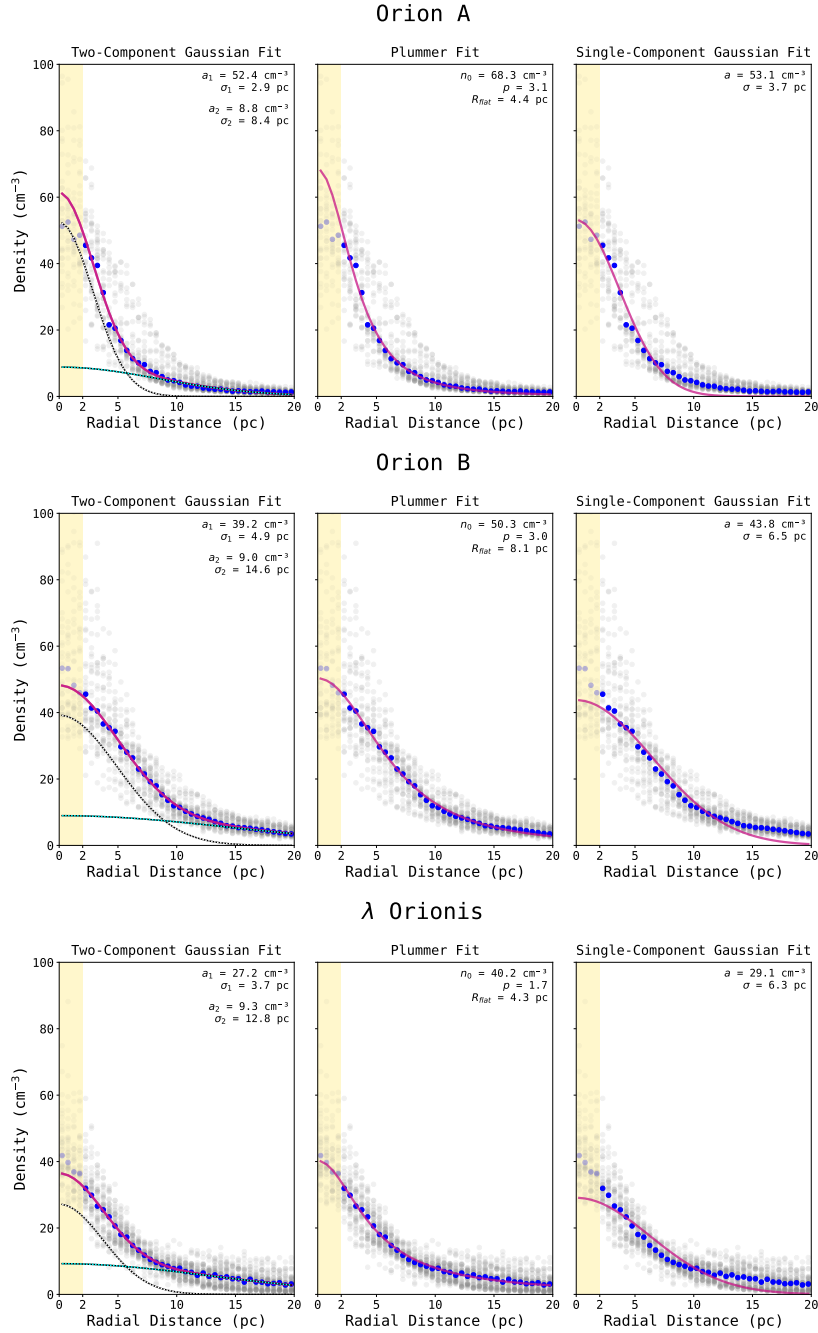 Orion A
Two-Component Gaussian Fit
Plummer Fit
Single-Component Gaussian Fit
a₁ = 52.4 cm⁻³
σ₁ = 2.9 pc
a₂ = 8.8 cm⁻³
σ₂ = 8.4 pc
n₀ = 68.3 cm⁻³
p = 3.1
R_flat = 4.4 pc
a = 53.1 cm⁻³
σ = 3.7 pc
100
80
60
40
20
0
Density (cm⁻³)
0 2 5 10 15 20
0 2 5 10 15 20
0 2 5 10 15 20
Radial Distance (pc)
Radial Distance (pc)
Radial Distance (pc)
Orion B
Two-Component Gaussian Fit
Plummer Fit
Single-Component Gaussian Fit
a₁ = 39.2 cm⁻³
σ₁ = 4.9 pc
a₂ = 9.0 cm⁻³
σ₂ = 14.6 pc
n₀ = 50.3 cm⁻³
p = 3.0
R_flat = 8.1 pc
a = 43.8 cm⁻³
σ = 6.5 pc
100
80
60
40
20
0
Density (cm⁻³)
0 2 5 10 15 20
0 2 5 10 15 20
0 2 5 10 15 20
Radial Distance (pc)
Radial Distance (pc)
Radial Distance (pc)
λ Orionis
Two-Component Gaussian Fit
Plummer Fit
Single-Component Gaussian Fit
a₁ = 27.2 cm⁻³
σ₁ = 3.7 pc
a₂ = 9.3 cm⁻³
σ₂ = 12.8 pc
n₀ = 40.2 cm⁻³
p = 1.7
R_flat = 4.3 pc
a = 29.1 cm⁻³
σ = 6.3 pc
100
80
60
40
20
0
Density (cm⁻³)
0 2 5 10 15 20
0 2 5 10 15 20
0 2 5 10 15 20
Radial Distance (pc)
Radial Distance (pc)
Radial Distance (pc)